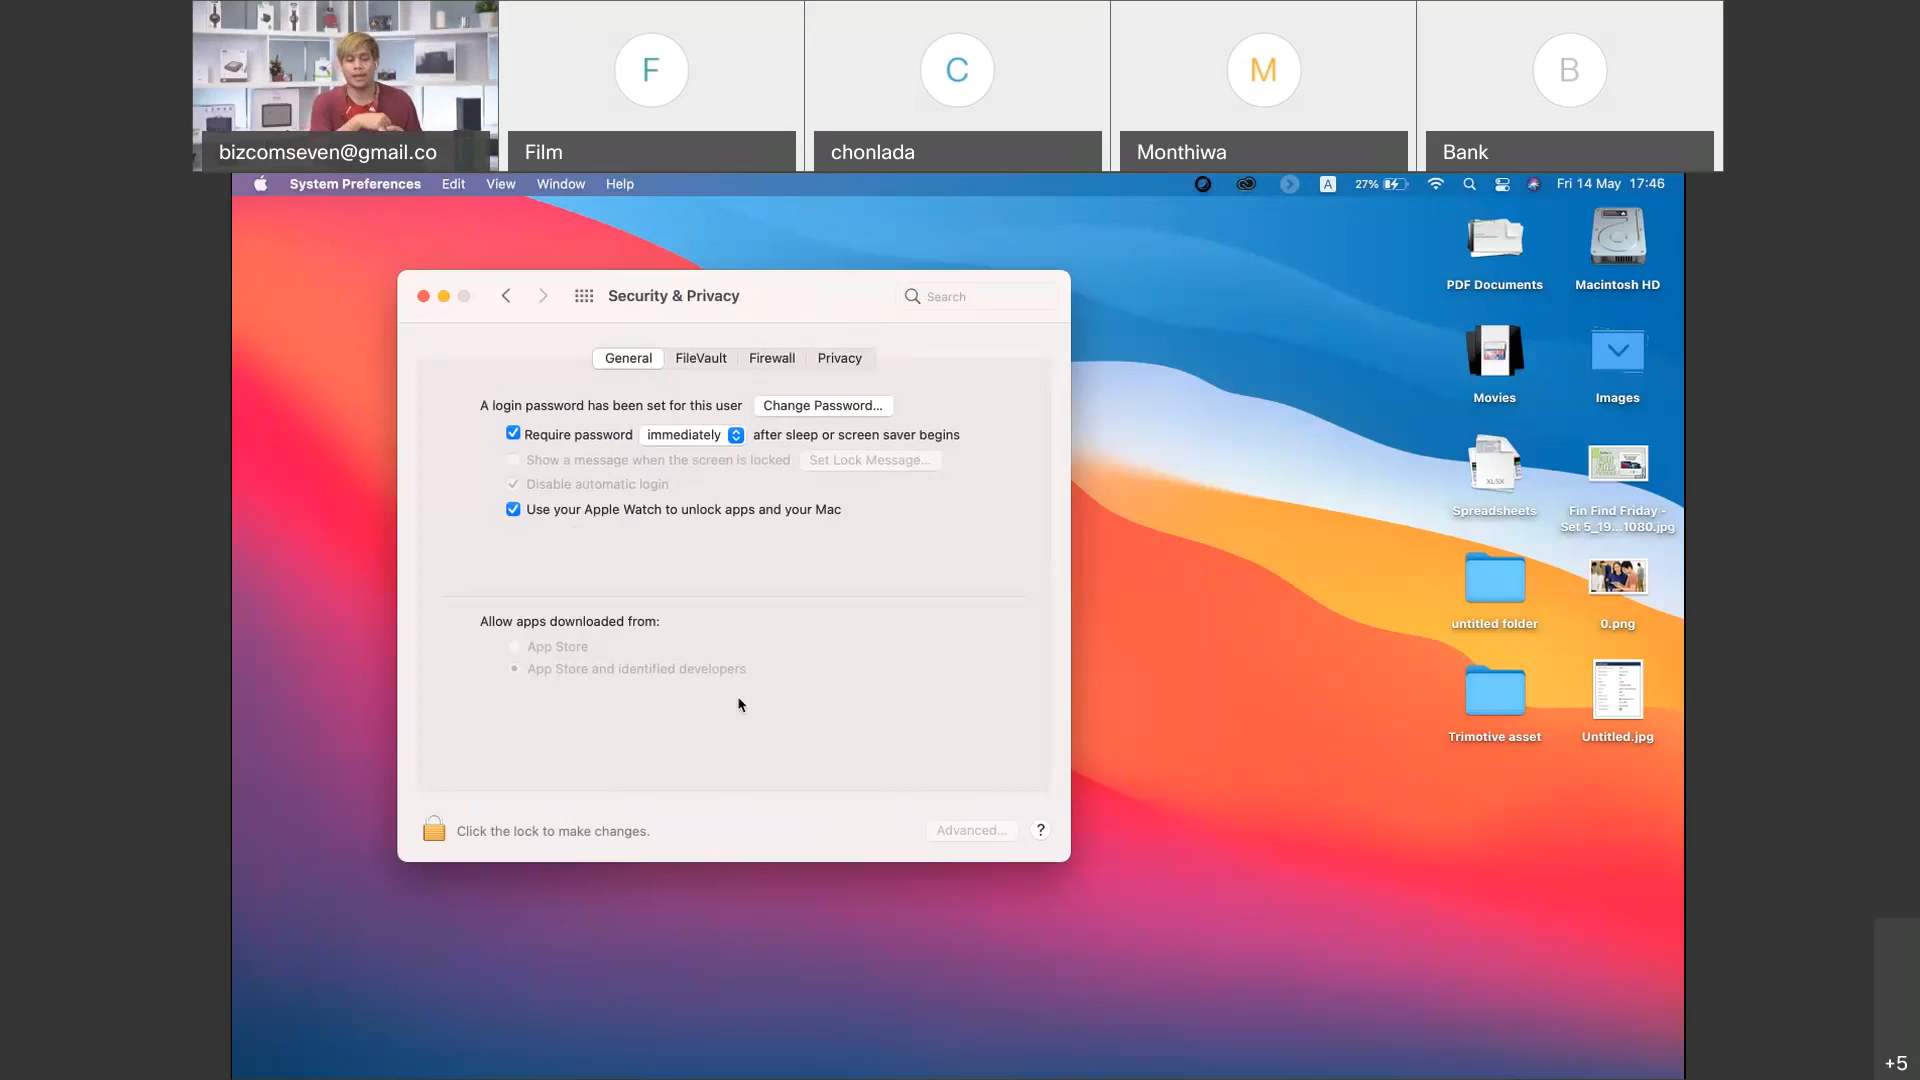 F
C
M
B
bizcomseven@gmail.co
Film
chonlada
Monthiwa
Bank
System Preferences
Edit
View
Window
Help
A
27%
Fri 14 May 17:46
Security & Privacy
Search
General
FileVault
Firewall
Privacy
A login password has been set for this user
Change Password...
Require password
immediately
after sleep or screen saver begins
Show a message when the screen is locked
Set Lock Message...
Disable automatic login
Use your Apple Watch to unlock apps and your Mac
Allow apps downloaded from:
App Store
App Store and identified developers
Click the lock to make changes.
Advanced...
?
PDF Documents
Macintosh HD
Movies
Images
XLSX
Spreadsheets
Fin Find Friday -
Set 5_19...1080.jpg
untitled folder
0.png
Trimotive asset
Untitled.jpg
+5